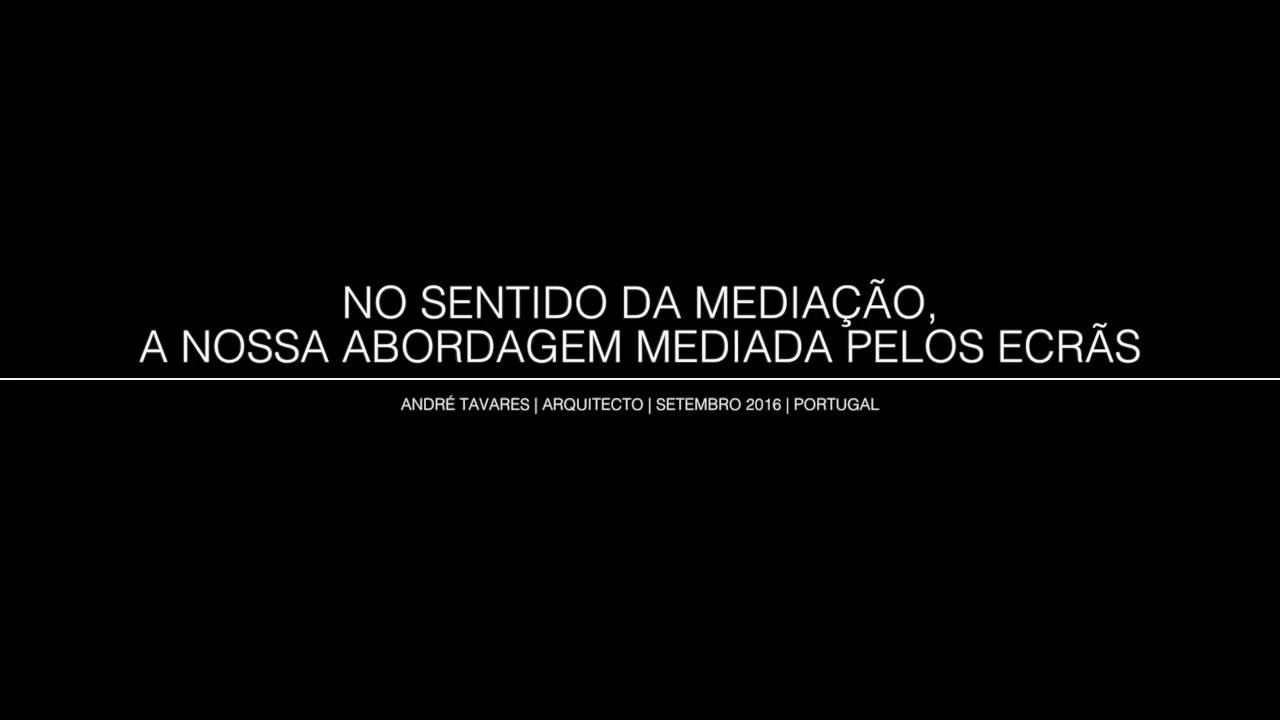 NO SENTIDO DA MEDIAÇÃO,
A NOSSA ABORDAGEM MEDIADA PELOS ECRÃS
ANDRÉ TAVARES | ARQUITECTO | SETEMBRO 2016 | PORTUGAL